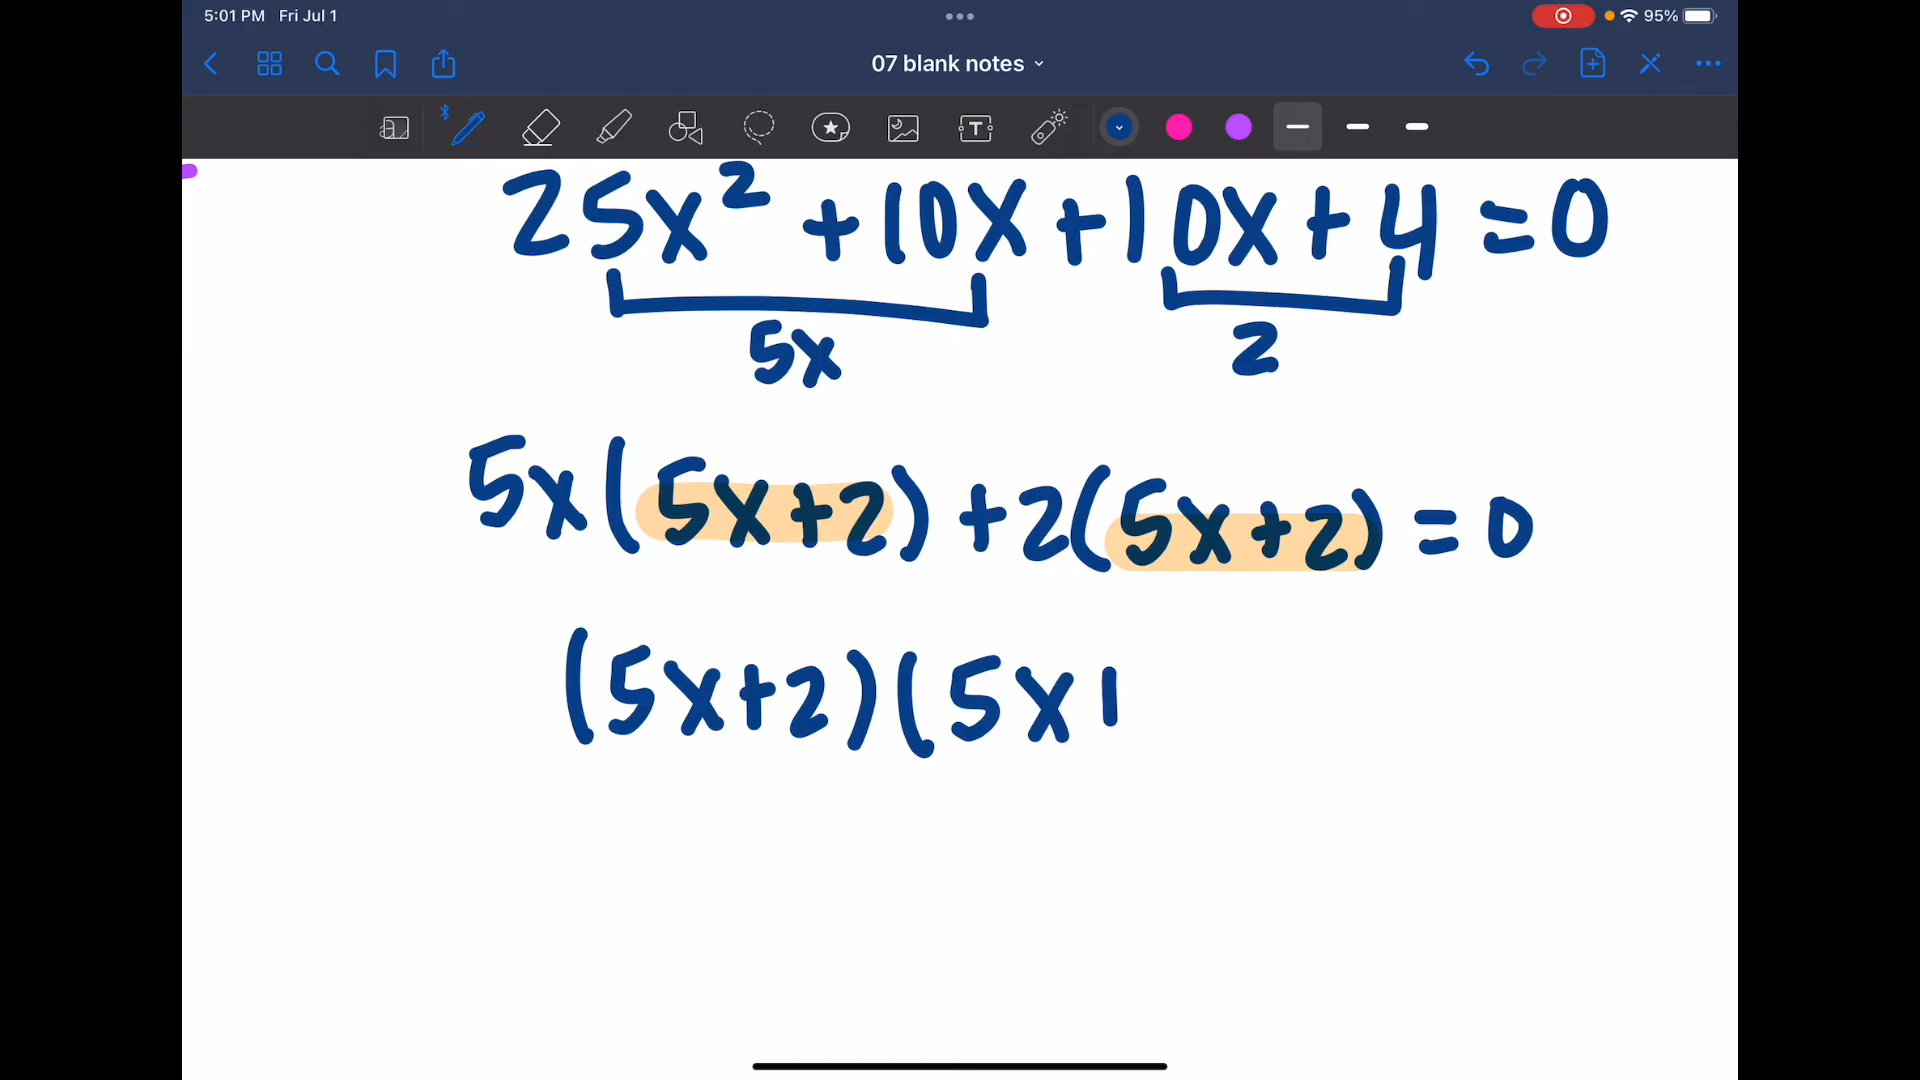 5:01 PM Fri Jul 1 95%
07 blank notes
T
25x² + 10x + 10x + 4 = 0
5x 2
5x(5x+2) + 2(5x+2) = 0
(5x+2)(5x I